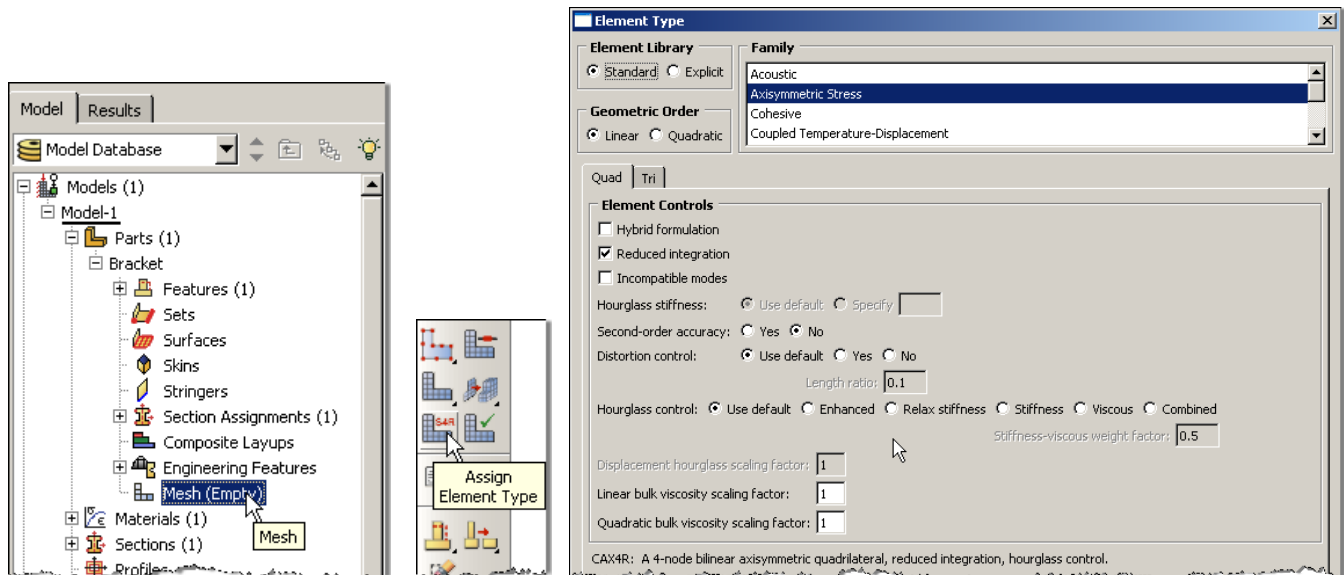 Model Results
Model Database
Models (1)
Model-1
Parts (1)
Bracket
Features (1)
Sets
Surfaces
Skins
Stringers
Section Assignments (1)
Composite Layups
Engineering Features
Mesh (Empty)
Materials (1)
Mesh
Sections (1)
Profiles
S4R
Assign
Element Type
Element Type
Element Library
Standard Explicit
Geometric Order
Linear Quadratic
Family
Acoustic
Axisymmetric Stress
Cohesive
Coupled Temperature-Displacement
Quad Tri
Element Controls
Hybrid formulation
Reduced integration
Incompatible modes
Hourglass stiffness: Use default Specify
Second-order accuracy: Yes No
Distortion control: Use default Yes No
Length ratio: 0.1
Hourglass control: Use default Enhanced Relax stiffness Stiffness Viscous Combined
Stiffness-viscous weight factor: 0.5
Displacement hourglass scaling factor: 1
Linear bulk viscosity scaling factor: 1
Quadratic bulk viscosity scaling factor: 1
CAX4R: A 4-node bilinear axisymmetric quadrilateral, reduced integration, hourglass control.